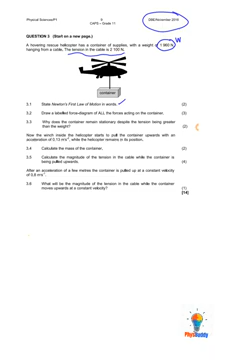 Physical Sciences/P1
6
DBE/November 2015
CAPS – Grade 11
W
QUESTION 3 (Start on a new page.)
A hovering rescue helicopter has a container of supplies, with a weight of 1 960 N,
hanging from a cable. The tension in the cable is 2 100 N.
container
3.1 State Newton's First Law of Motion in words. (2)
3.2 Draw a labelled force-diagram of ALL the forces acting on the container. (3)
3.3 Why does the container remain stationary despite the tension being greater
than the weight? (2)
Now the winch inside the helicopter starts to pull the container upwards with an
acceleration of 0,13 m·s⁻², while the helicopter remains in its position.
3.4 Calculate the mass of the container. (2)
3.5 Calculate the magnitude of the tension in the cable while the container is
being pulled upwards. (4)
After an acceleration of a few metres the container is pulled up at a constant velocity
of 0,8 m·s⁻¹.
3.6 What will be the magnitude of the tension in the cable while the container
moves upwards at a constant velocity? (1)
[14]
PhysBuddy